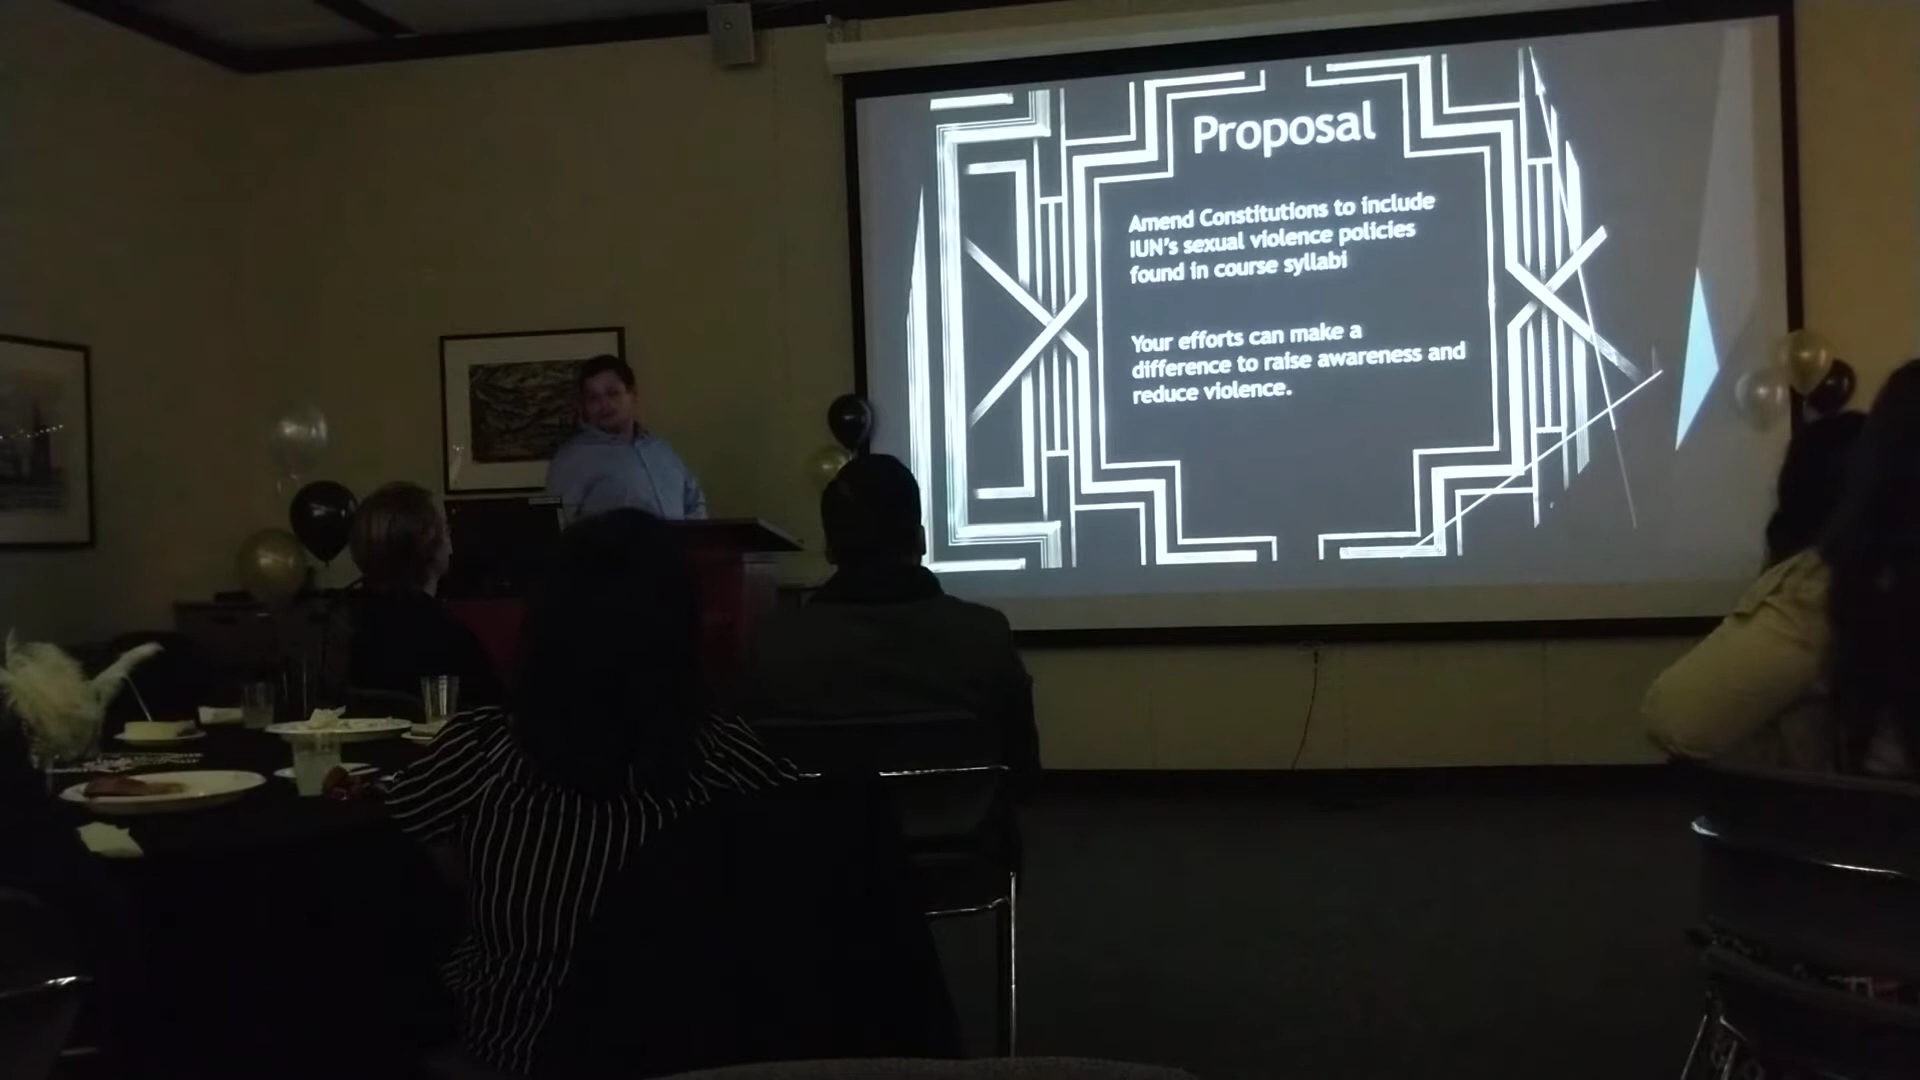 Proposal
Amend Constitutions to include
IUN's sexual violence policies
found in course syllabi
Your efforts can make a
difference to raise awareness and
reduce violence.